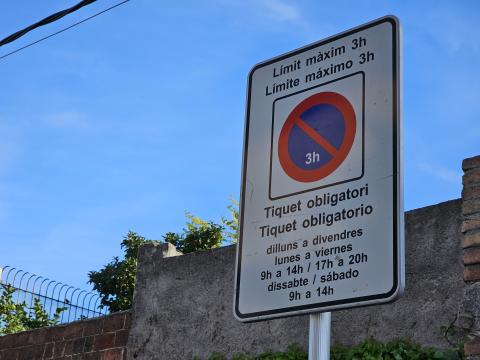 Límit màxim 3h
Límite máximo 3h
3h
Tiquet obligatori
Tiquet obligatorio
dilluns a divendres
lunes a viernes
9h a 14h / 17h a 20h
dissabte / sábado
9h a 14h